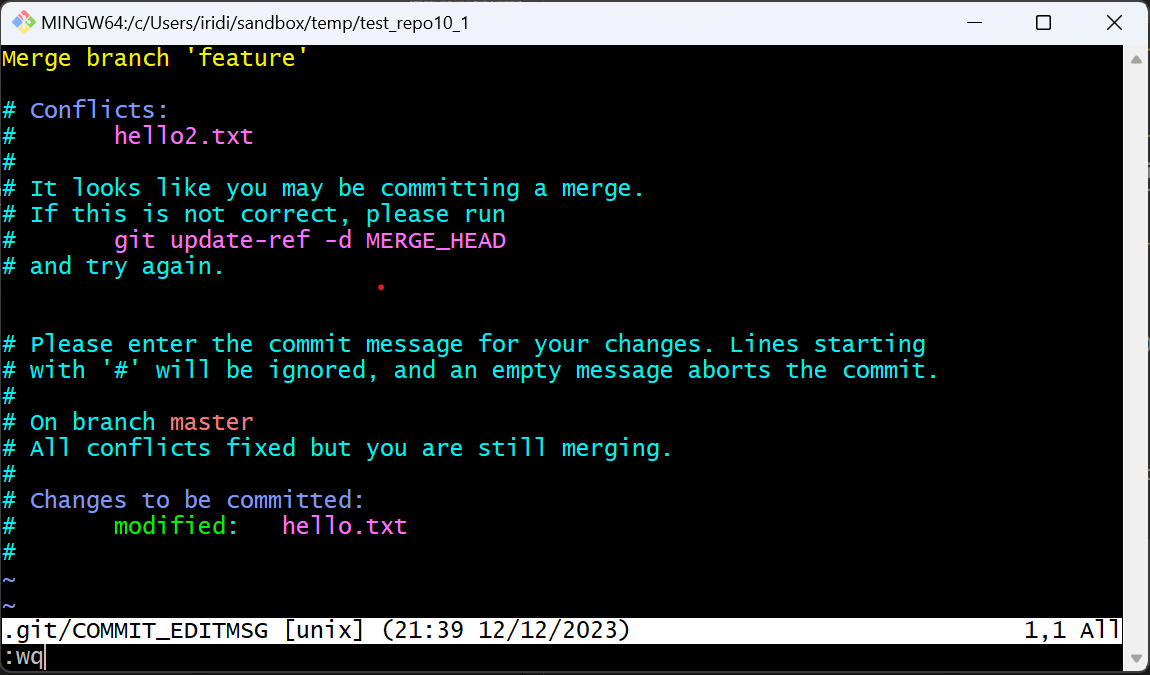 MINGW64:/c/Users/iridi/sandbox/temp/test_repo10_1
Merge branch 'feature'
# Conflicts:
#       hello2.txt
#
# It looks like you may be committing a merge.
# If this is not correct, please run
#       git update-ref -d MERGE_HEAD
# and try again.
# Please enter the commit message for your changes. Lines starting
# with '#' will be ignored, and an empty message aborts the commit.
#
# On branch master
# All conflicts fixed but you are still merging.
#
# Changes to be committed:
#       modified:   hello.txt
#
~
~
.git/COMMIT_EDITMSG [unix] (21:39 12/12/2023) 1,1 All
:wq